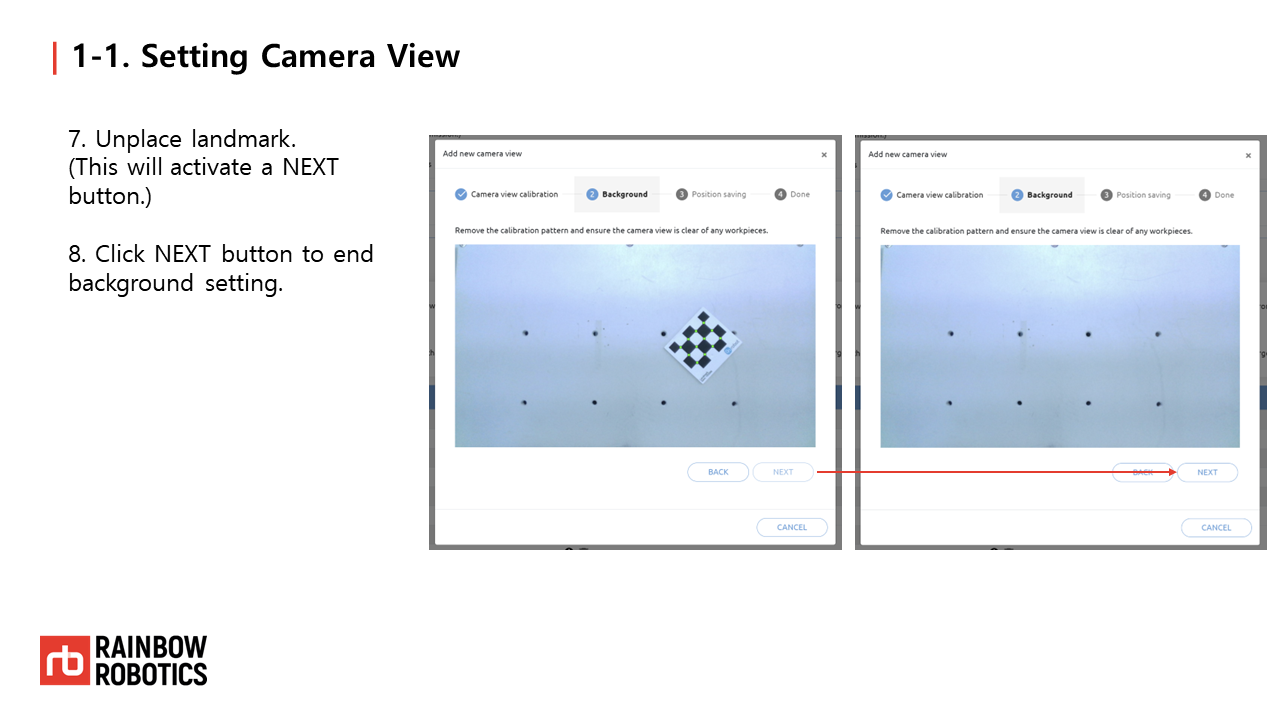 1-1. Setting Camera View
7. Unplace landmark.
(This will activate a NEXT
button.)
8. Click NEXT button to end
background setting.
Add new camera view
×
Camera view calibration
2 Background
3 Position saving
4 Done
Remove the calibration pattern and ensure the camera view is clear of any workpieces.
BACK
NEXT
CANCEL
Add new camera view
×
Camera view calibration
2 Background
3 Position saving
4 Done
Remove the calibration pattern and ensure the camera view is clear of any workpieces.
BACK
NEXT
CANCEL
rb
RAINBOW
ROBOTICS